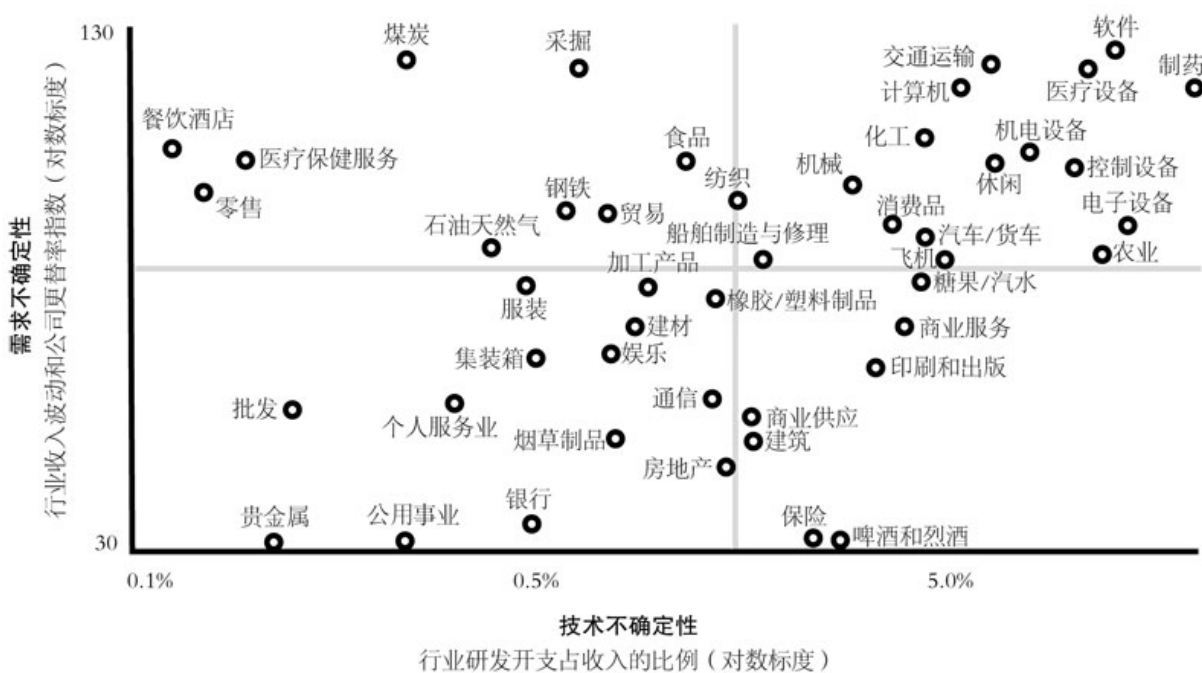 130
煤炭
采掘
软件
交通运输
制药
计算机
医疗设备
餐饮酒店
医疗保健服务
食品
化工
机电设备
机械
控制设备
休闲
零售
钢铁
贸易
纺织
消费品
电子设备
石油天然气
船舶制造与修理
汽车/货车
飞机
农业
加工产品
糖果/汽水
服装
橡胶/塑料制品
建材
商业服务
集装箱
娱乐
印刷和出版
批发
个人服务业
通信
商业供应
烟草制品
建筑
房地产
银行
贵金属
公用事业
保险
啤酒和烈酒
30
需求不确定性
行业收入波动和公司更替率指数（对数标度）
0.1%
0.5%
5.0%
技术不确定性
行业研发开支占收入的比例（对数标度）